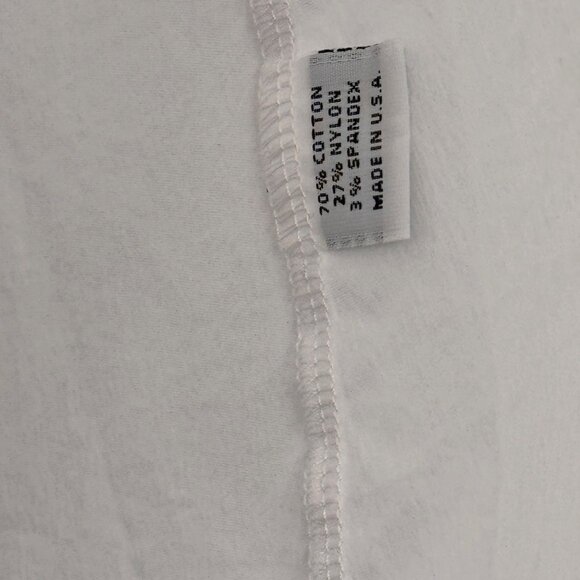 70% COTTON
27% NYLON
3% SPANDEX
MADE IN U.S.A.